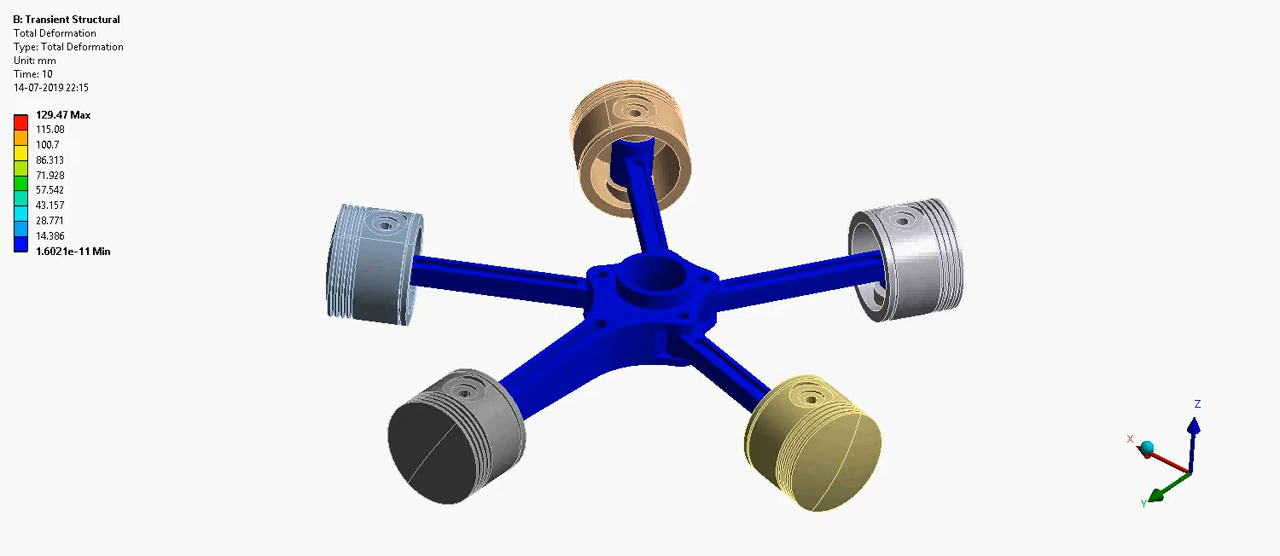 B: Transient Structural
Total Deformation
Type: Total Deformation
Unit: mm
Time: 10
14-07-2019 22:15
129.47 Max
115.08
100.7
86.313
71.928
57.542
43.157
28.771
14.386
1.6021e-11 Min
Z
X
Y